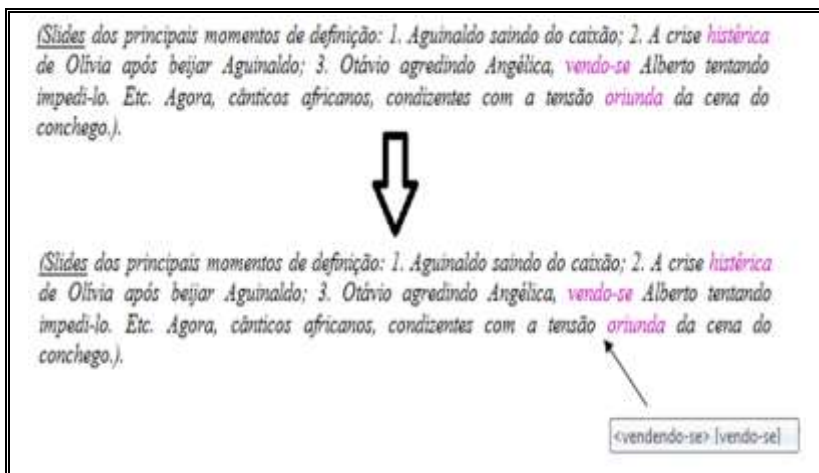 (Slides dos principais momentos de definição: 1. Aguinaldo saindo do caixão; 2. A crise histérica
de Olívia após beijar Aguinaldo; 3. Otávio agredindo Angélica, vendo-se Alberto tentando
impedi-lo. Etc. Agora, cânticos africanos, condizentes com a tensão oriunda da cena do
conchego.).
(Slides dos principais momentos de definição: 1. Aguinaldo saindo do caixão; 2. A crise histérica
de Olívia após beijar Aguinaldo; 3. Otávio agredindo Angélica, vendo-se Alberto tentando
impedi-lo. Etc. Agora, cânticos africanos, condizentes com a tensão oriunda da cena do
conchego.).
<vendendo-se> [vendo-se]